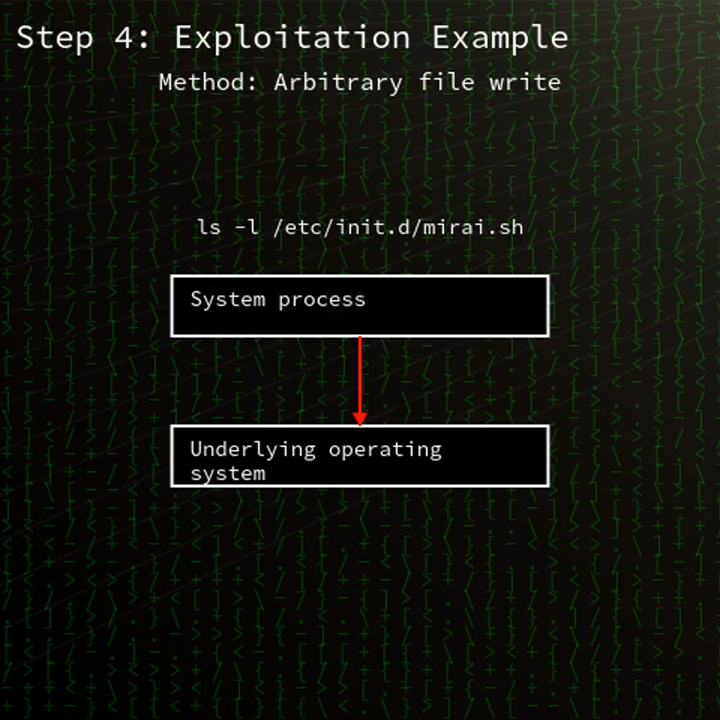 Step 4: Exploitation Example
Method: Arbitrary file write
ls -l /etc/init.d/mirai.sh
System process
Underlying operating
system